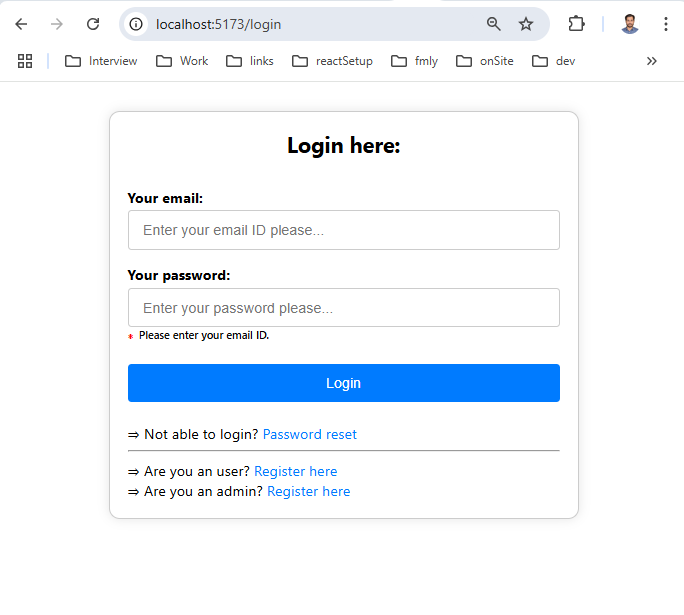 localhost:5173/login
Interview Work links reactSetup fmly onSite dev
Login here:
Your email:
Enter your email ID please...
Your password:
Enter your password please...
* Please enter your email ID.
Login
⇒ Not able to login? Password reset
⇒ Are you an user? Register here
⇒ Are you an admin? Register here